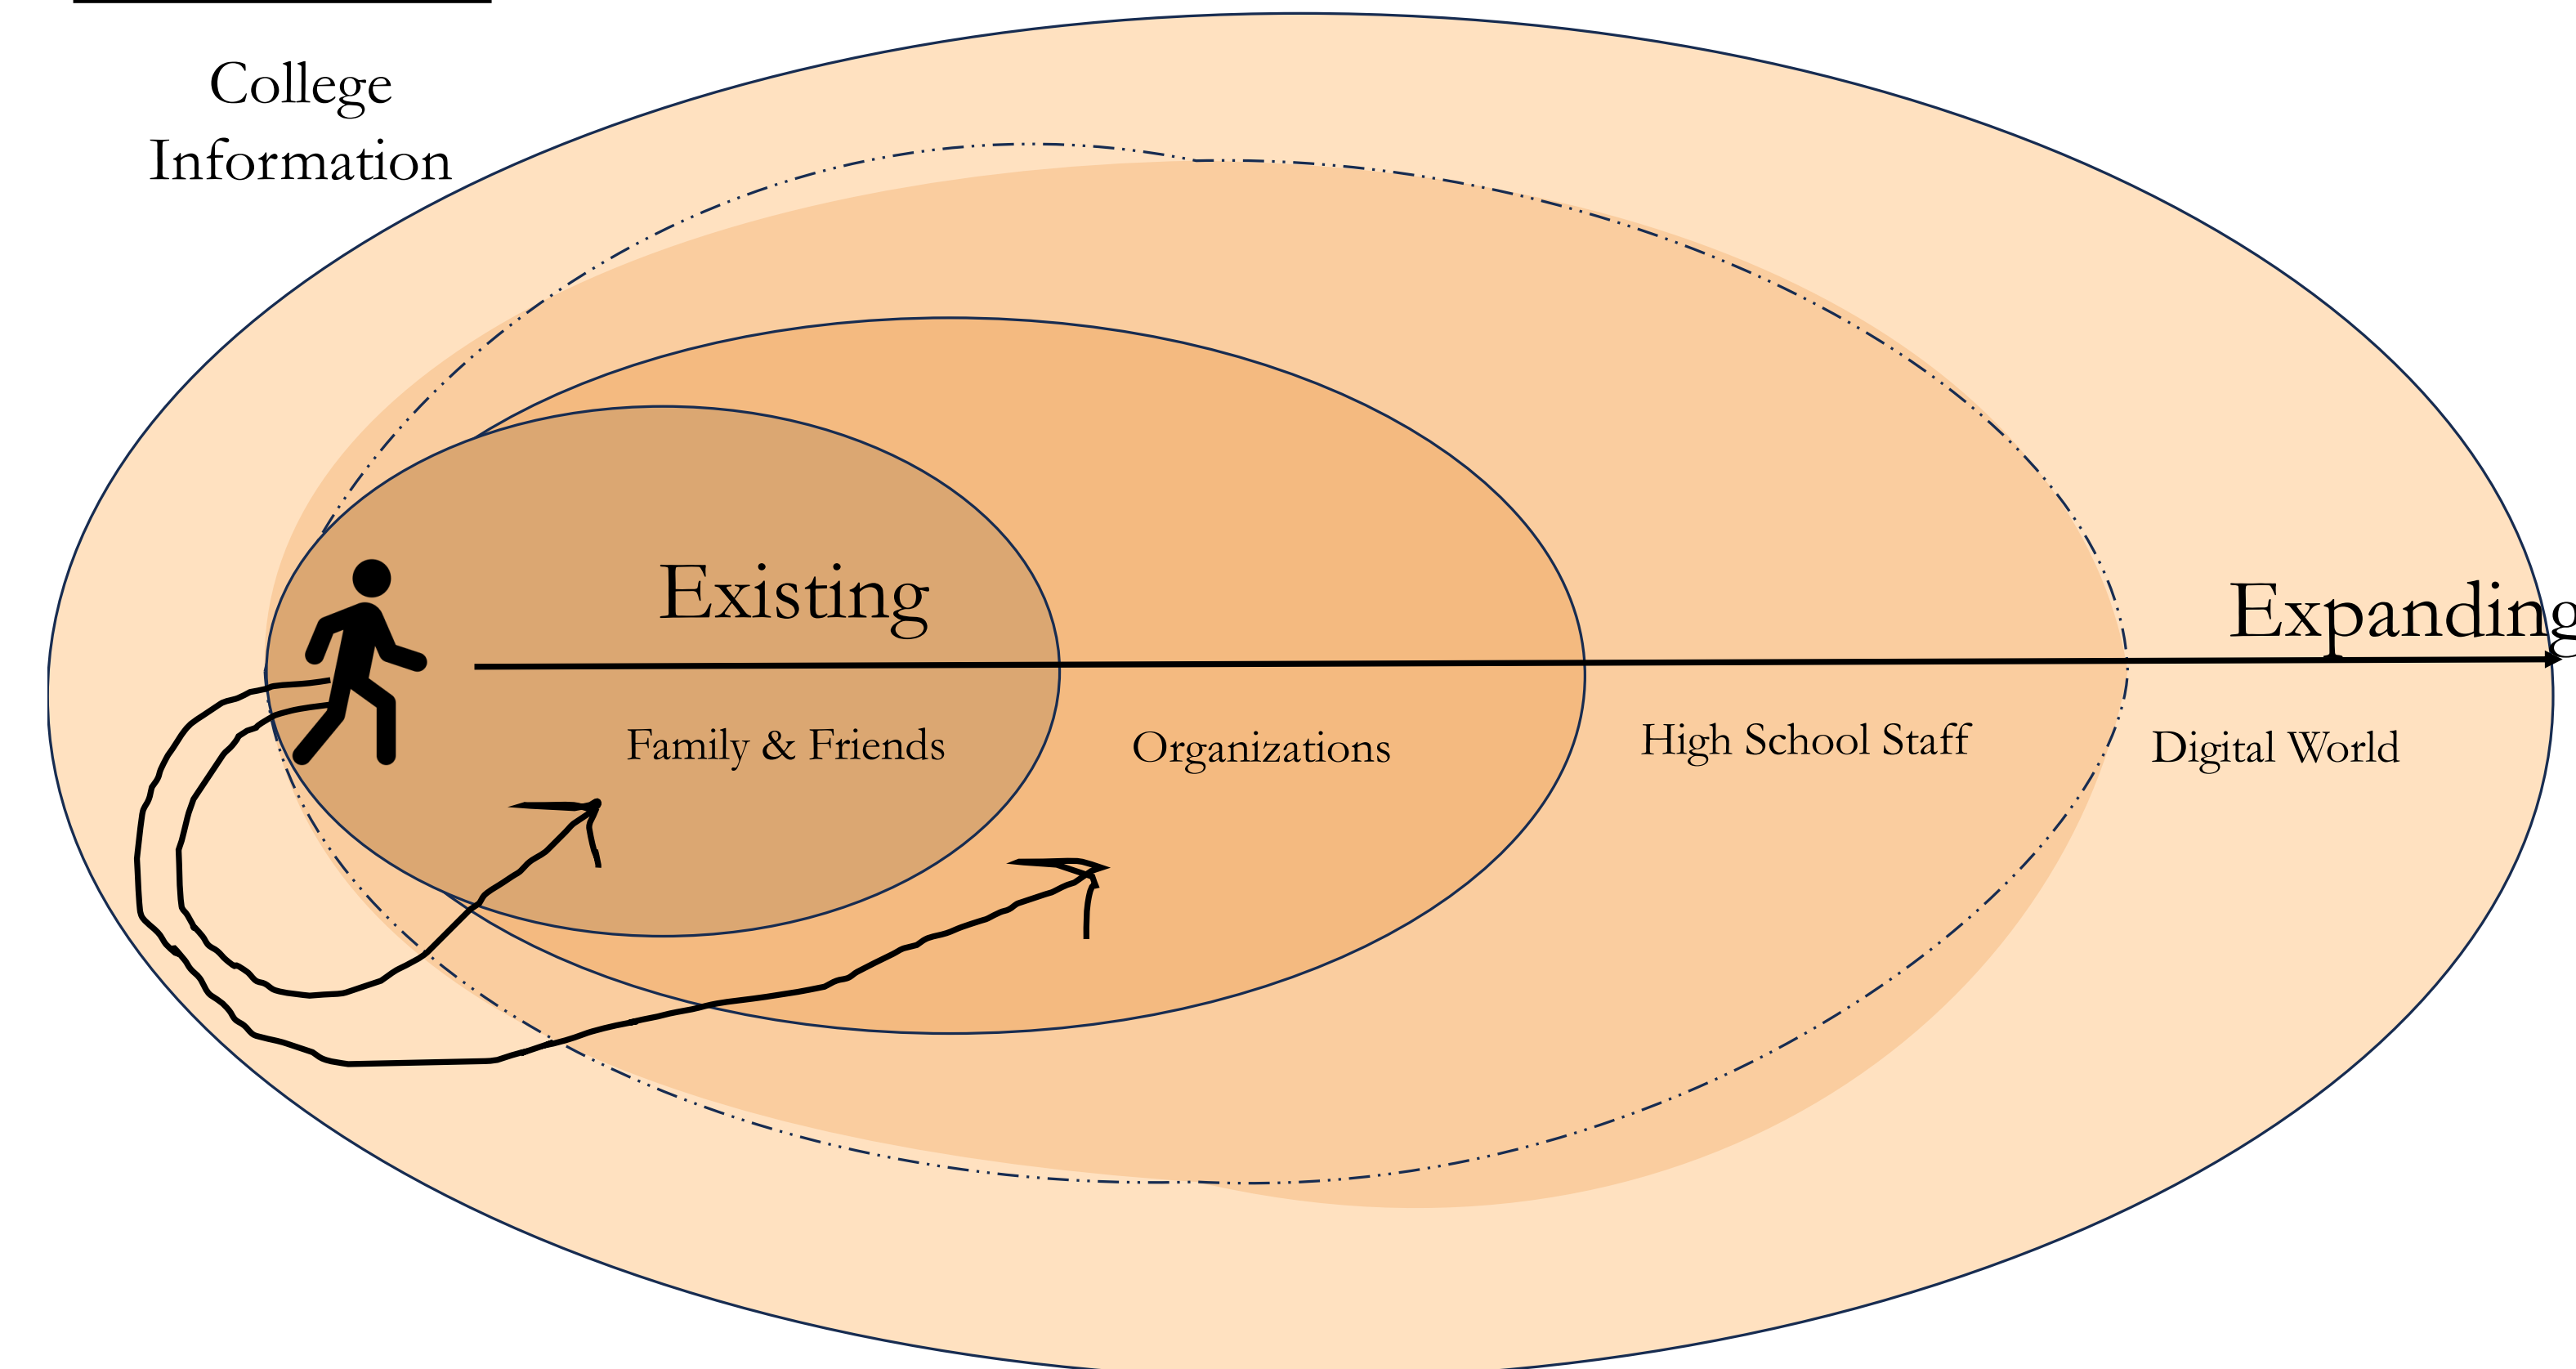 College
Information
Existing
Expanding
Family & Friends
Organizations
High School Staff
Digital World